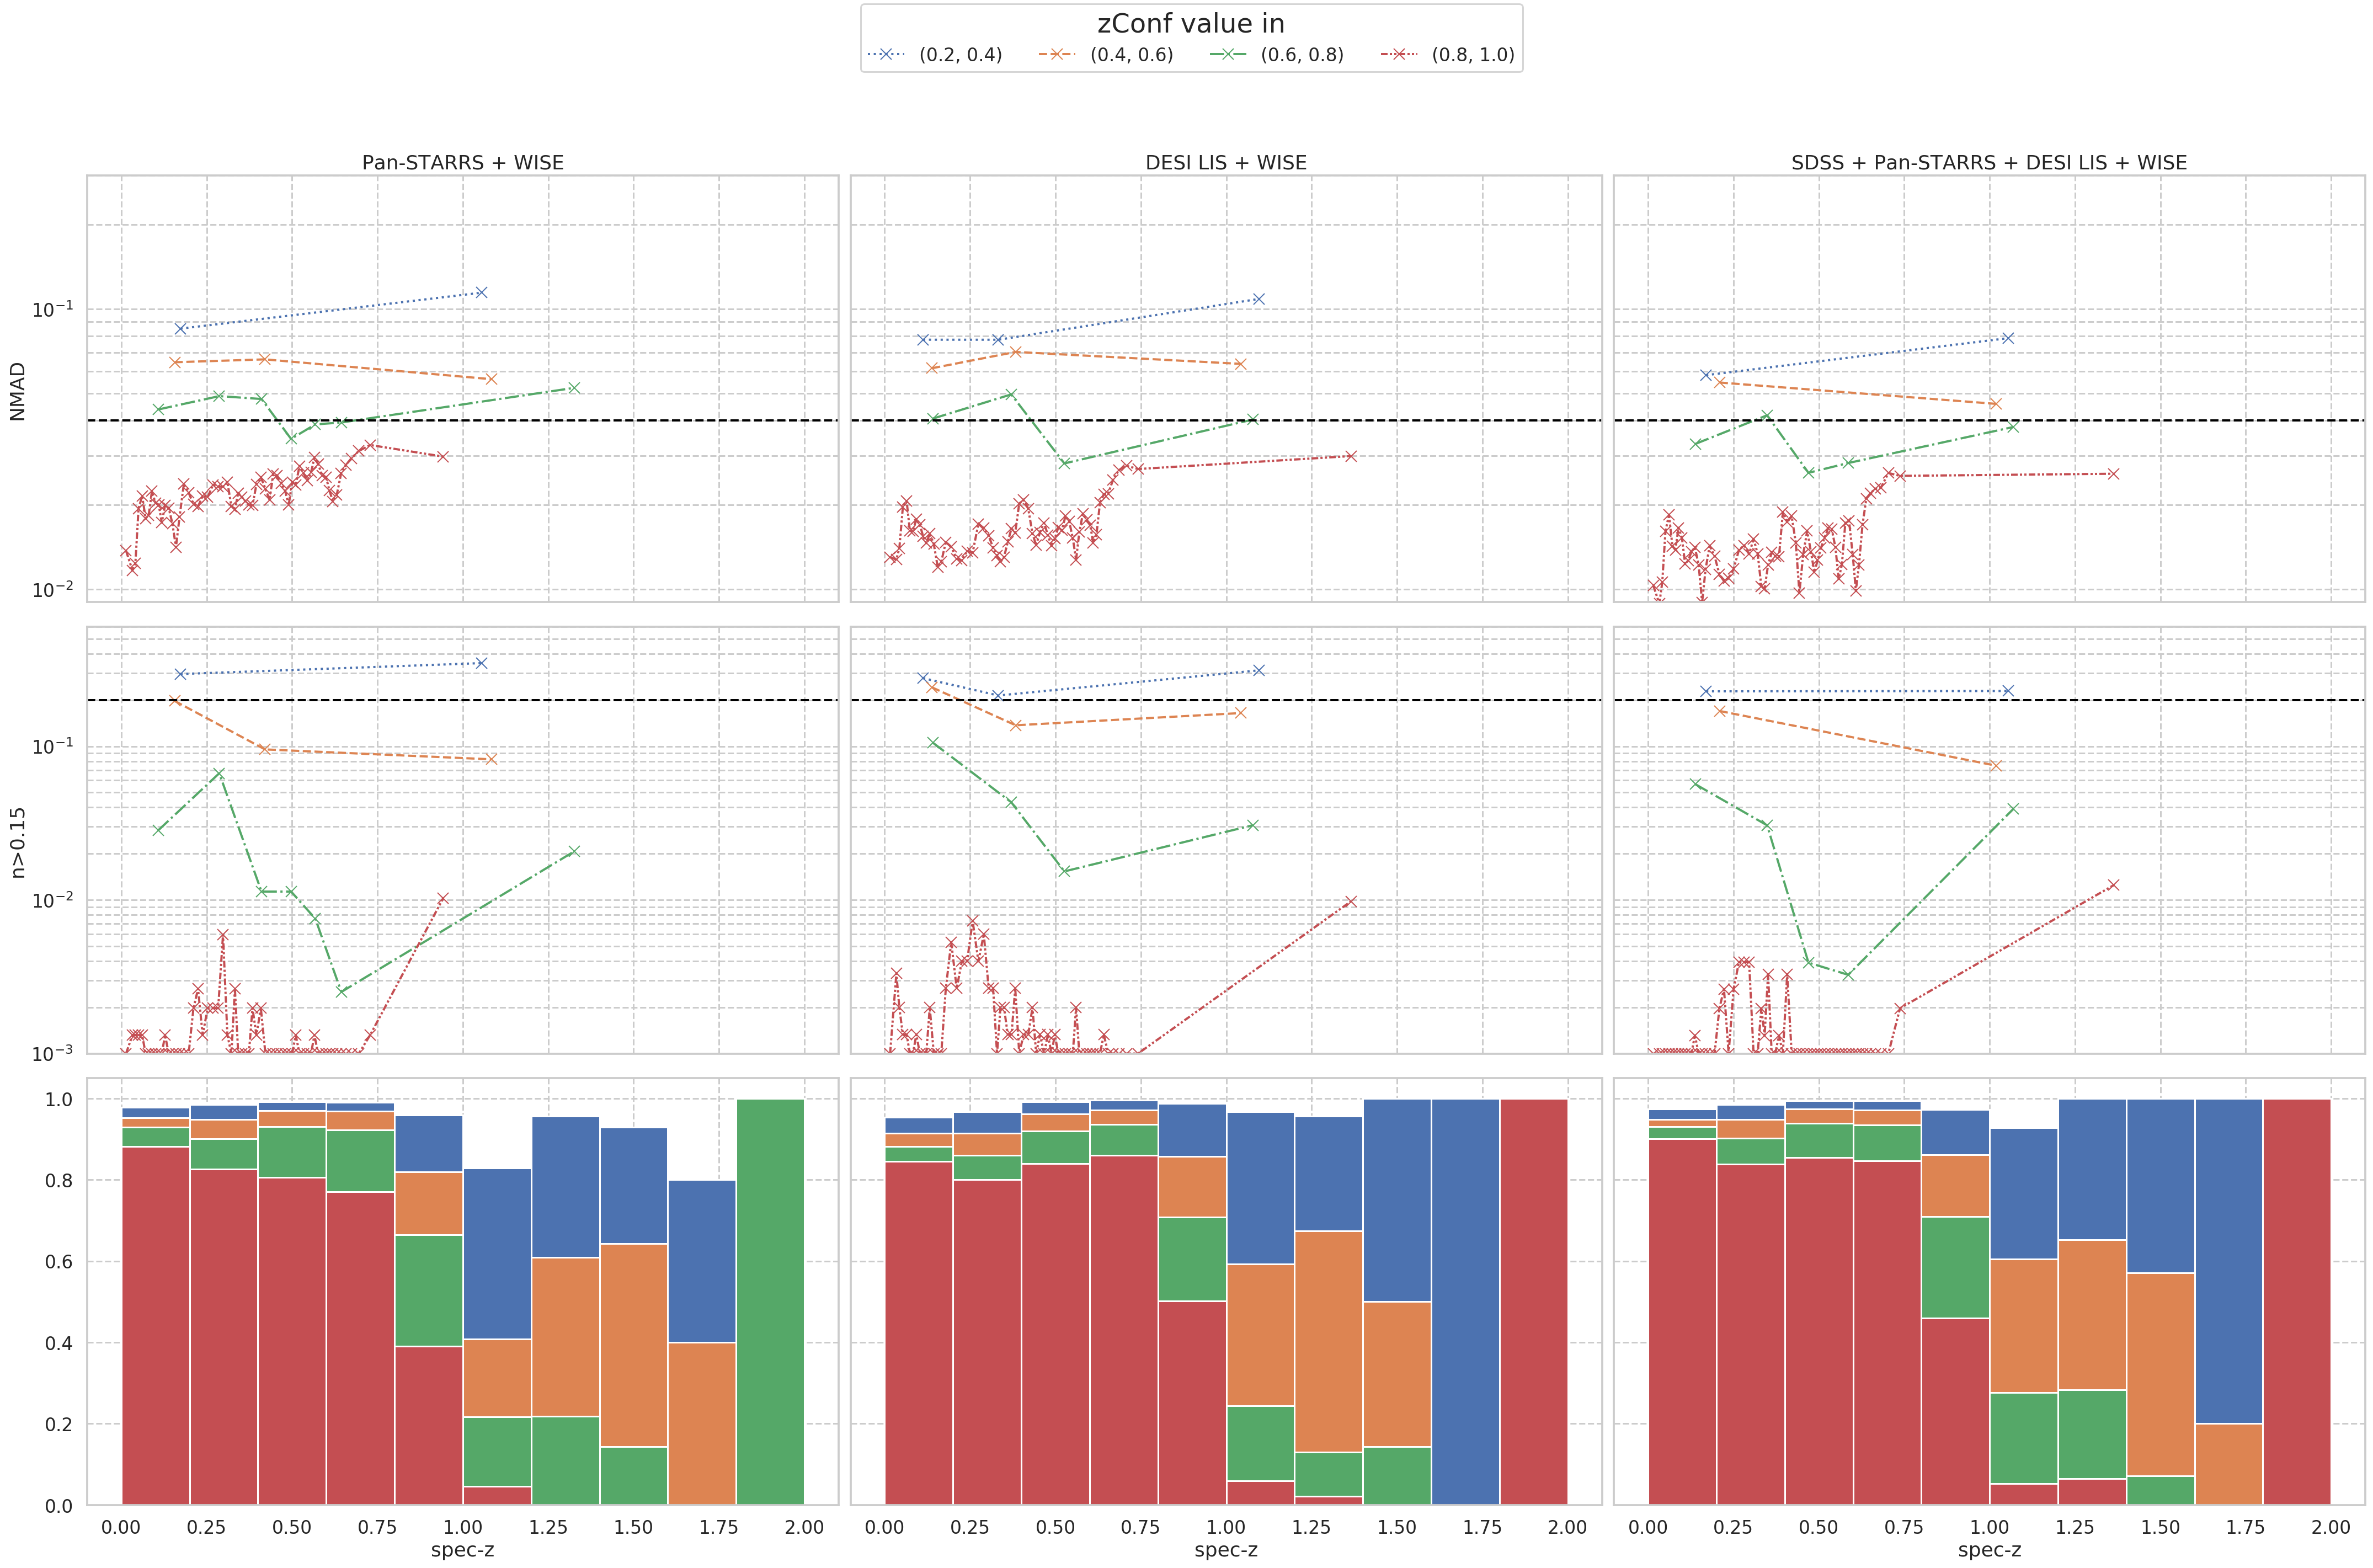 zConf value in
(0.2, 0.4) (0.4, 0.6) (0.6, 0.8) (0.8, 1.0)
Pan-STARRS + WISE DESI LIS + WISE SDSS + Pan-STARRS + DESI LIS + WISE
NMAD
10⁻¹
10⁻²
n>0.15
10⁻¹
10⁻²
10⁻³
1.0
0.8
0.6
0.4
0.2
0.0
0.00 0.25 0.50 0.75 1.00 1.25 1.50 1.75 2.00 0.00 0.25 0.50 0.75 1.00 1.25 1.50 1.75 2.00 0.00 0.25 0.50 0.75 1.00 1.25 1.50 1.75 2.00
spec-z spec-z spec-z